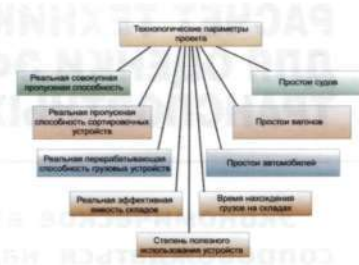 Технологические параметры
проекта
Реальная совокупная
пропускная способность
Простои судов
Реальная пропускная
способность сортировочных
устройств
Простои вагонов
Реальная перерабатывающая
способность грузовых устройств
Простои автомобилей
Реальная эффективная
емкость складов
Время нахождения
грузов на складах
Степень полезного
использования устройств